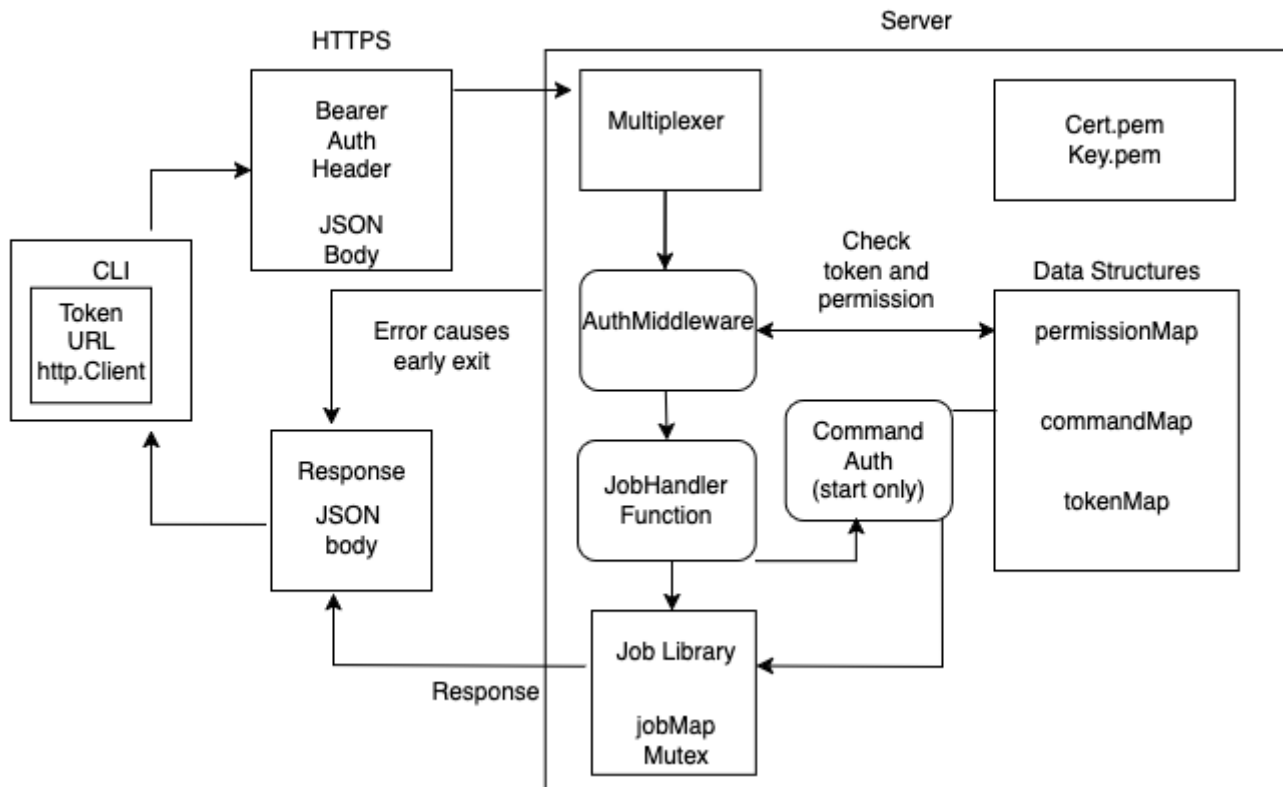 Server
HTTPS
Bearer
Auth
Header
JSON
Body
Multiplexer
Cert.pem
Key.pem
CLI
Token
URL
http.Client
Check
token and
permission
Data Structures
AuthMiddleware
permissionMap
Error causes
early exit
Command
Auth
(start only)
commandMap
tokenMap
Response
JSON
body
JobHandler
Function
Job Library
jobMap
Mutex
Response